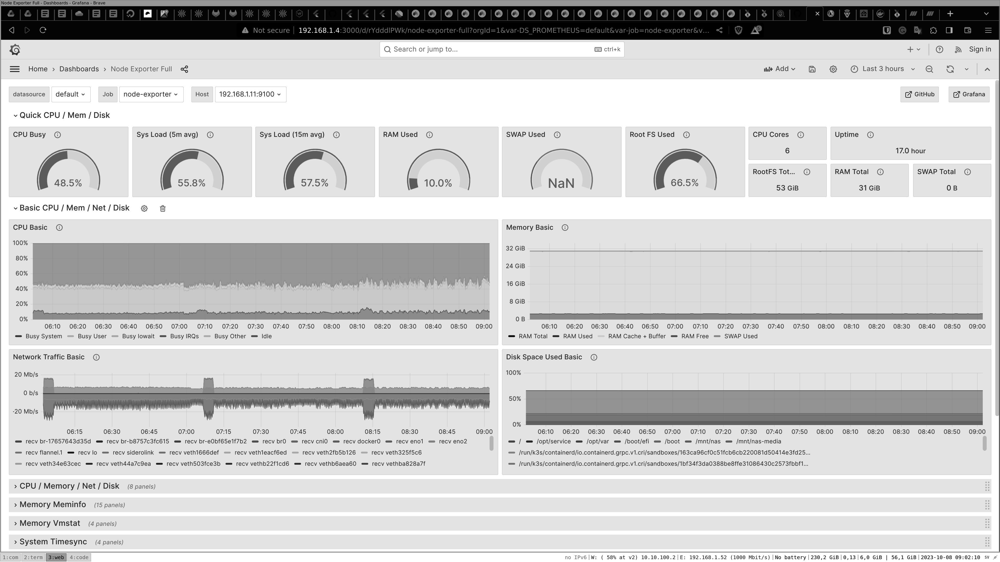 Node Exporter Full - Dashboards - Grafana - Brave
Not secure 192.168.1.4:3000/d/rYdddlPWk/node-exporter-full?orgId=1&var-DS_PROMETHEUS=default&var-job=node-exporter&v... 5
Search or jump to... ctrl+k Sign in
Home › Dashboards › Node Exporter Full Add Last 3 hours
datasource default Job node-exporter Host 192.168.1.11:9100 GitHub Grafana
Quick CPU / Mem / Disk
CPU Busy Sys Load (5m avg) Sys Load (15m avg) RAM Used SWAP Used Root FS Used CPU Cores Uptime
6 17.0 hour
RootFS Tot... RAM Total SWAP Total
48.5% 55.8% 57.5% 10.0% NaN 66.5% 53 GiB 31 GiB 0 B
Basic CPU / Mem / Net / Disk
CPU Basic
100%
80%
60%
40%
20%
0%
06:10 06:20 06:30 06:40 06:50 07:00 07:10 07:20 07:30 07:40 07:50 08:00 08:10 08:20 08:30 08:40 08:50 09:00
Busy System Busy User Busy Iowait Busy IRQs Busy Other Idle
Memory Basic
32 GiB
24 GiB
16 GiB
8 GiB
0 B
06:10 06:20 06:30 06:40 06:50 07:00 07:10 07:20 07:30 07:40 07:50 08:00 08:10 08:20 08:30 08:40 08:50 09:00
RAM Total RAM Used RAM Cache + Buffer RAM Free SWAP Used
Network Traffic Basic
20 Mb/s
0 b/s
-20 Mb/s
06:15 06:30 06:45 07:00 07:15 07:30 07:45 08:00 08:15 08:30 08:45 09:00
recv br-17657643d35d recv br-b8757c3fc615 recv br-e0bf65e1f7b2 recv br0 recv cni0 recv docker0 recv eno1 recv eno2
recv flannel.1 recv lo recv siderolink recv veth1666def recv veth1eacf6ed recv veth2fb5b126 recv veth325f5c6
recv veth34e63cec recv veth44a7c9ea recv veth503fce3b recv vethb22f1cd6 recv vethb6aea60 recv vethba828a7f
Disk Space Used Basic
100%
50%
0%
06:10 06:20 06:30 06:40 06:50 07:00 07:10 07:20 07:30 07:40 07:50 08:00 08:10 08:20 08:30 08:40 08:50 09:00
/ /opt/service /opt/var /boot/efi /boot /mnt/nas /mnt/nas-media
/run/k3s/containerd/io.containerd.grpc.v1.cri/sandboxes/163ca96cf0c51fcb6cb220081d50414e3fd25...
/run/k3s/containerd/io.containerd.grpc.v1.cri/sandboxes/1bf34f3da0388be8ffe31086430c2573fbbf1...
CPU / Memory / Net / Disk (8 panels)
Memory Meminfo (15 panels)
Memory Vmstat (4 panels)
System Timesync (4 panels)
1:com 2:term 3:web 4:code no IPv6|W: ( 58% at v2) 10.10.100.2|E: 192.168.1.52 (1000 Mbit/s)|No battery|230,2 GiB|0,13|6,0 GiB | 56,1 GiB|2023-10-08 09:02:10 sv